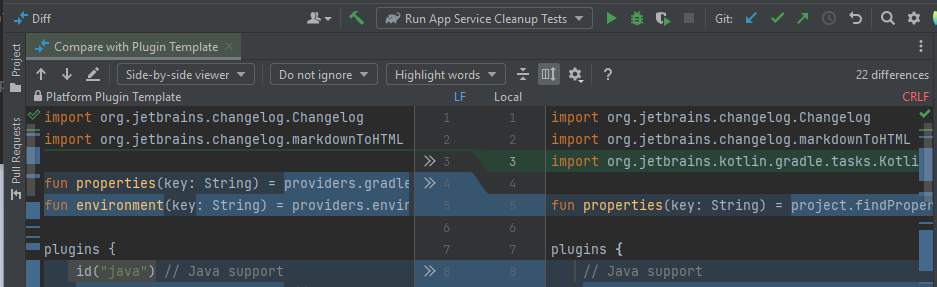 Diff
Run App Service Cleanup Tests
Git:
Compare with Plugin Template
Project
Pull Requests
Side-by-side viewer
Do not ignore
Highlight words
?
22 differences
Platform Plugin Template
LF
Local
CRLF
import org.jetbrains.changelog.Changelog
1
1
import org.jetbrains.changelog.Changelog
import org.jetbrains.changelog.markdownToHTML
2
2
import org.jetbrains.changelog.markdownToHTML
3
3
import org.jetbrains.kotlin.gradle.tasks.Kotli
fun properties(key: String) = providers.gradle
4
4
fun environment(key: String) = providers.envir
5
5
fun properties(key: String) = project.findProper
6
6
plugins {
7
7
plugins {
id("java") // Java support
8
8
// Java support